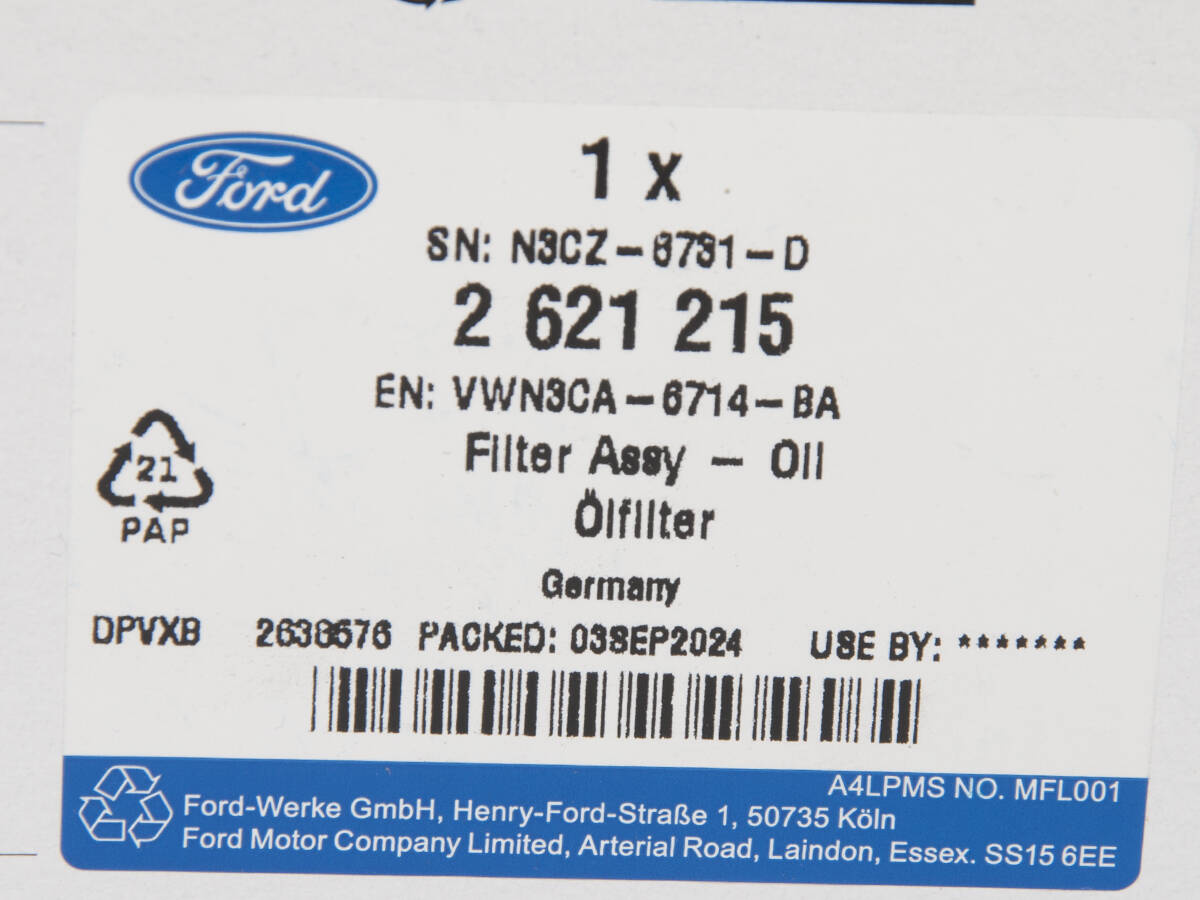 Ford
1 x
SN: N3CZ-6731-D
2 621 215
EN: VWN3CA-6714-BA
Filter Assy - Oil
Ölfilter
21
PAP
Germany
DPVXB 2636576 PACKED: 03SEP2024 USE BY: *******
A4LPMS NO. MFL001
Ford-Werke GmbH, Henry-Ford-Straße 1, 50735 Köln
Ford Motor Company Limited, Arterial Road, Laindon, Essex. SS15 6EE